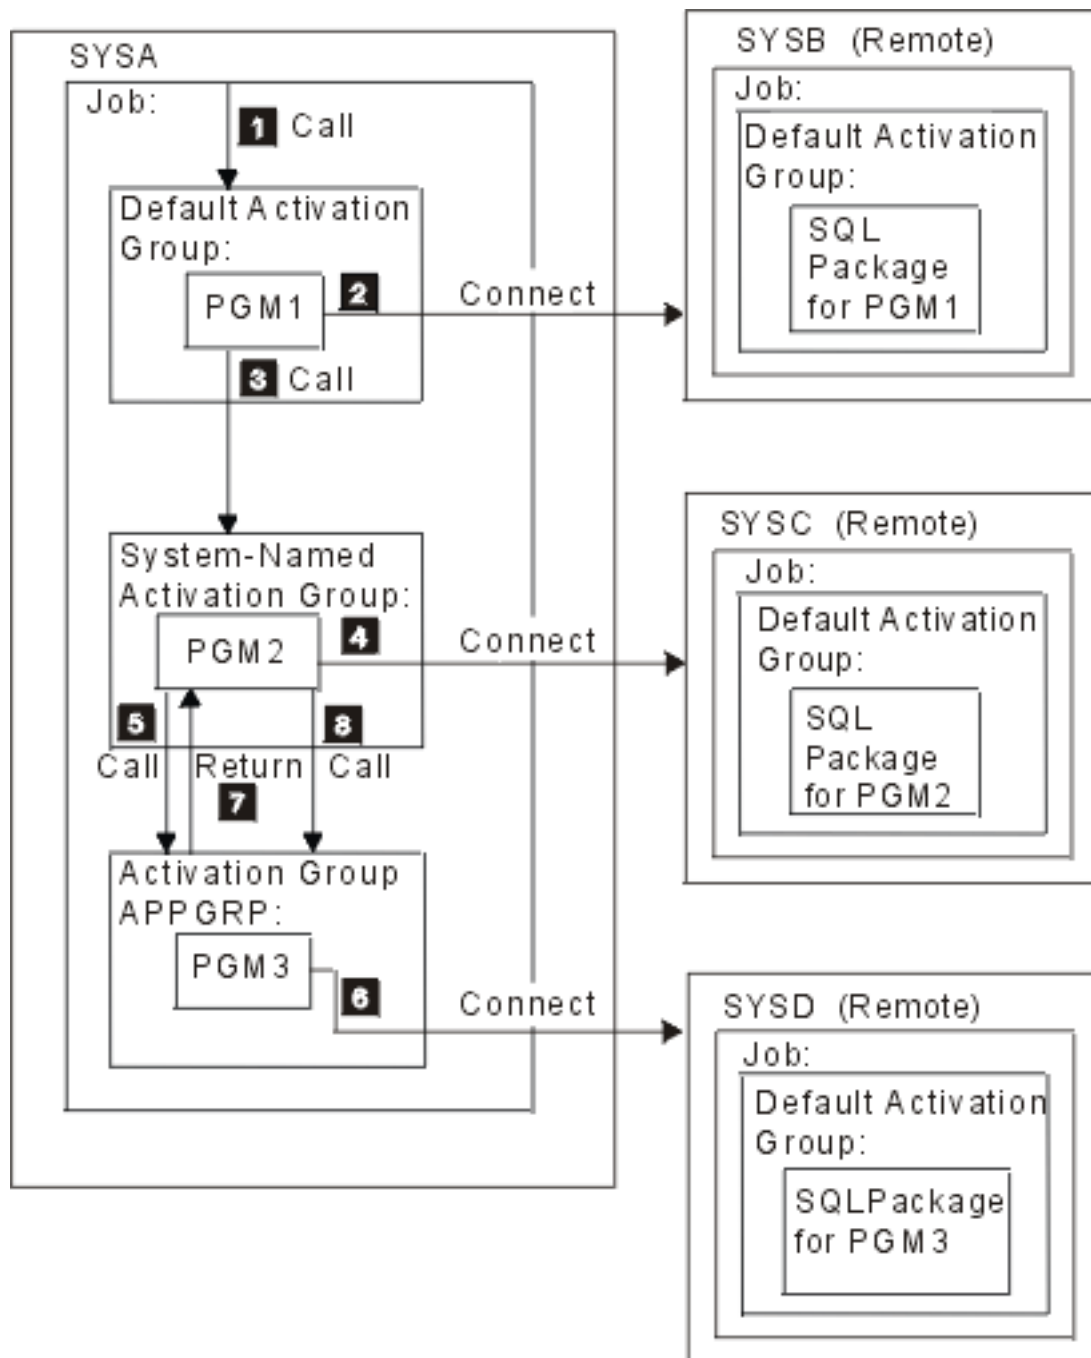 SYSA
Job:
1 Call
Default Activation
Group:
PGM1
2
Connect
3 Call
System-Named
Activation Group:
PGM2
4
Connect
5
8
Call
Return
Call
7
Activation Group
APPGRP:
PGM3
6
Connect
SYSB (Remote)
Job:
Default Activation
Group:
SQL
Package
for PGM1
SYSC (Remote)
Job:
Default Activation
Group:
SQL
Package
for PGM2
SYSD (Remote)
Job:
Default Activation
Group:
SQLPackage
for PGM3